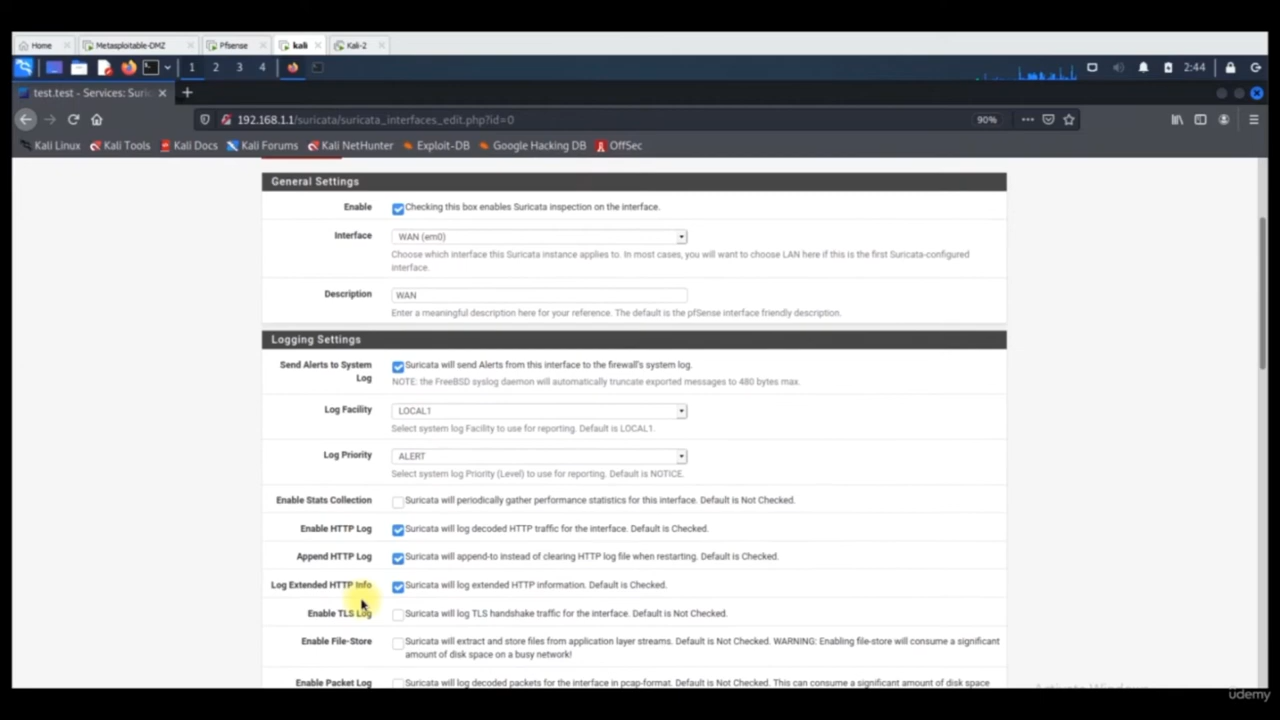 Home
Metasploitable-DMZ
Pfsense
kali
Kali-2
1 2 3 4
2:44
test.test - Services: Suric
192.168.1.1/suricata/suricata_interfaces_edit.php?id=0
90%
Kali Linux Kali Tools Kali Docs Kali Forums Kali NetHunter Exploit-DB Google Hacking DB OffSec
General Settings
Enable Checking this box enables Suricata inspection on the interface.
Interface WAN (em0)
Choose which interface this Suricata instance applies to. In most cases, you will want to choose LAN here if this is the first Suricata-configured
interface.
Description WAN
Enter a meaningful description here for your reference. The default is the pfSense interface friendly description.
Logging Settings
Send Alerts to System Suricata will send Alerts from this interface to the firewall's system log.
Log NOTE: the FreeBSD syslog daemon will automatically truncate exported messages to 480 bytes max.
Log Facility LOCAL1
Select system log Facility to use for reporting. Default is LOCAL1.
Log Priority ALERT
Select system log Priority (Level) to use for reporting. Default is NOTICE.
Enable Stats Collection Suricata will periodically gather performance statistics for this interface. Default is Not Checked.
Enable HTTP Log Suricata will log decoded HTTP traffic for the interface. Default is Checked.
Append HTTP Log Suricata will append-to instead of clearing HTTP log file when restarting. Default is Checked.
Log Extended HTTP Info Suricata will log extended HTTP information. Default is Checked.
Enable TLS Log Suricata will log TLS handshake traffic for the interface. Default is Not Checked.
Enable File-Store Suricata will extract and store files from application layer streams. Default is Not Checked. WARNING: Enabling file-store will consume a significant
amount of disk space on a busy network!
Enable Packet Log Suricata will log decoded packets for the interface in pcap-format. Default is Not Checked. This can consume a significant amount of disk space
Activate Windows
ûdemy